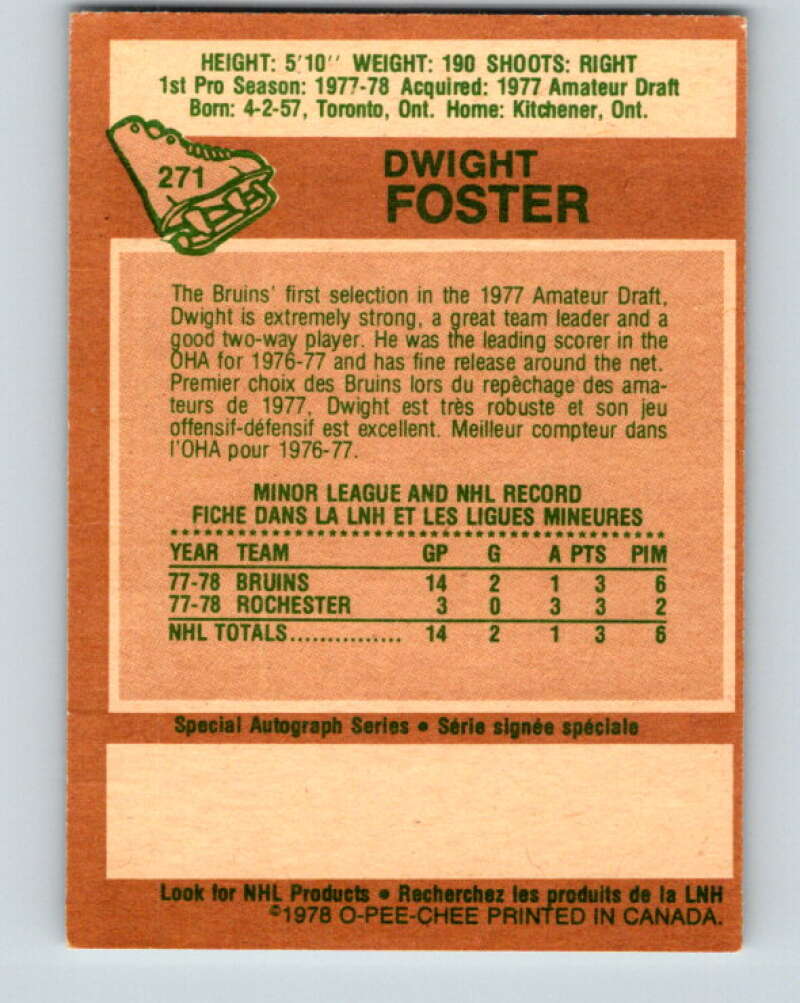 HEIGHT: 5'10'' WEIGHT: 190 SHOOTS: RIGHT
1st Pro Season: 1977-78 Acquired: 1977 Amateur Draft
Born: 4-2-57, Toronto, Ont. Home: Kitchener, Ont.
271
DWIGHT
FOSTER
The Bruins' first selection in the 1977 Amateur Draft,
Dwight is extremely strong, a great team leader and a
good two-way player. He was the leading scorer in the
OHA for 1976-77 and has fine release around the net.
Premier choix des Bruins lors du repêchage des ama-
teurs de 1977, Dwight est très robuste et son jeu
offensif-défensif est excellent. Meilleur compteur dans
l'OHA pour 1976-77.
MINOR LEAGUE AND NHL RECORD
FICHE DANS LA LNH ET LES LIGUES MINEURES
YEAR TEAM GP G A PTS PIM
77-78 BRUINS 14 2 1 3 6
77-78 ROCHESTER 3 0 3 3 2
NHL TOTALS............... 14 2 1 3 6
Special Autograph Series • Série signée spéciale
Look for NHL Products • Recherchez les produits de la LNH
©1978 O-PEE-CHEE PRINTED IN CANADA.